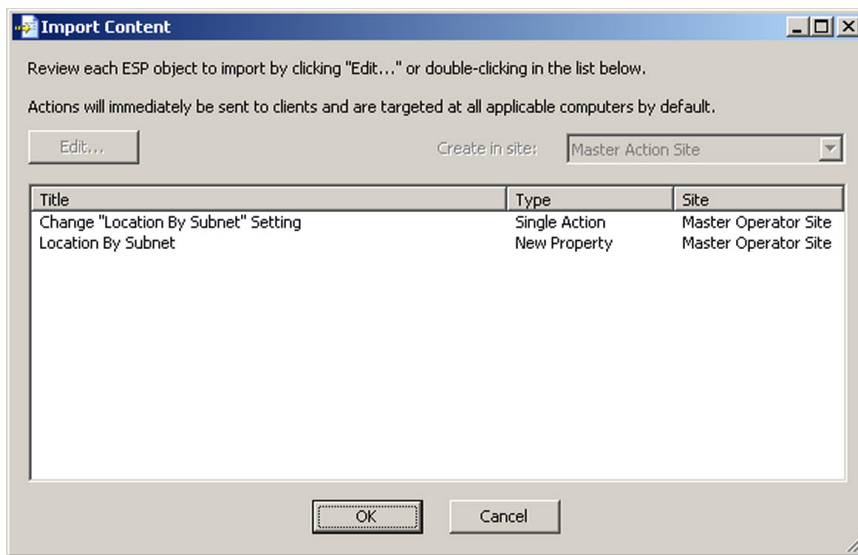 Import Content
Review each ESP object to import by clicking "Edit..." or double-clicking in the list below.
Actions will immediately be sent to clients and are targeted at all applicable computers by default.
Edit... Create in site: Master Action Site
Title Type Site
Change "Location By Subnet" Setting Single Action Master Operator Site
Location By Subnet New Property Master Operator Site
OK Cancel